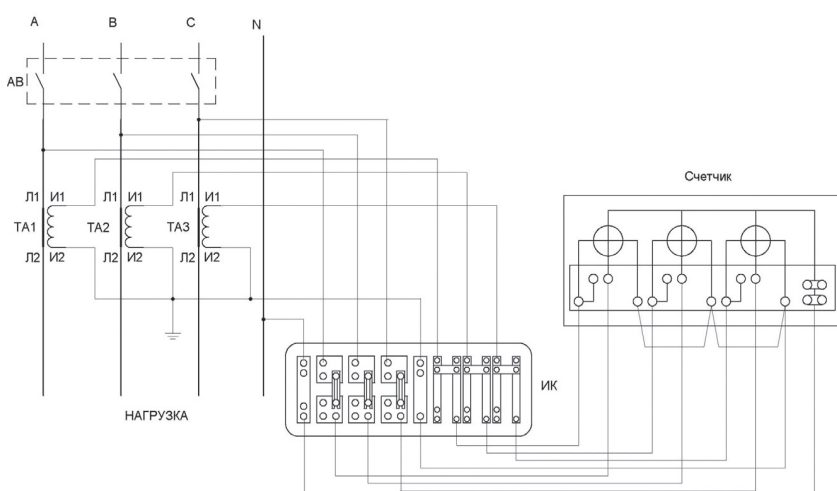 A B C N
АВ
Счетчик
Л1 И1 Л1 И1 Л1 И1
ТА1 ТА2 ТА3
Л2 И2 Л2 И2 Л2 И2
ИК
НАГРУЗКА